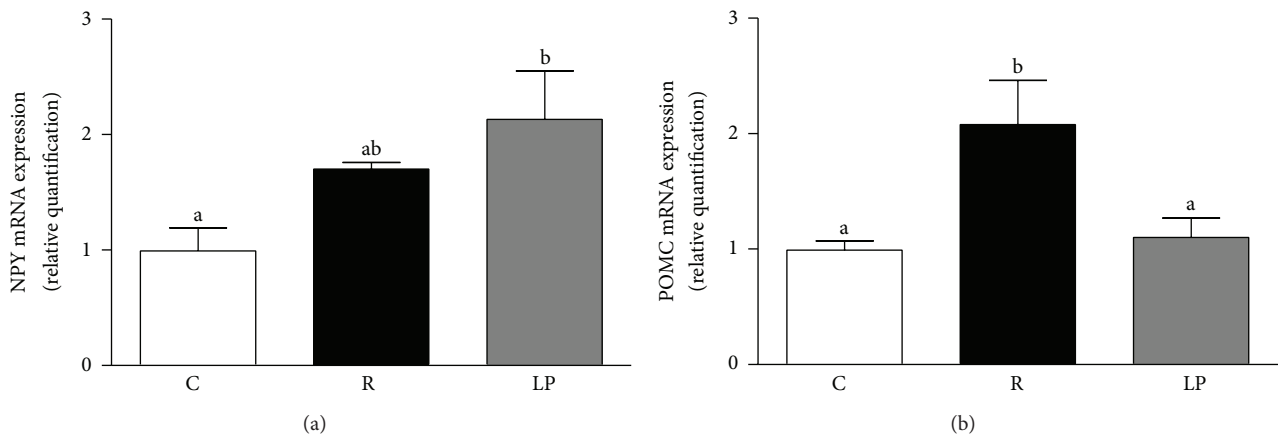 NPY mRNA expression
(relative quantification)
3
2
1
0
a
ab
b
C
R
LP
(a)
POMC mRNA expression
(relative quantification)
3
2
1
0
a
b
a
C
R
LP
(b)